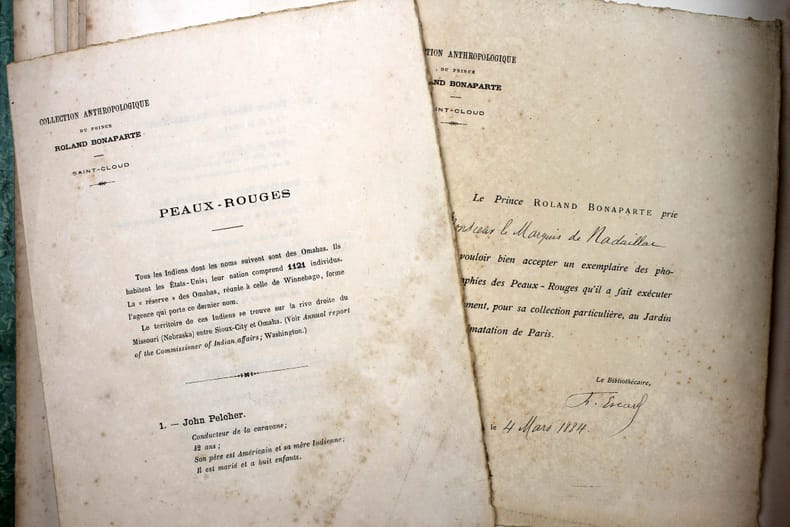 COLLECTION ANTHROPOLOGIQUE
DU PRINCE
ROLAND BONAPARTE
SAINT-CLOUD
PEAUX-ROUGES
Tous les Indiens dont les noms suivent sont des Omahas. Ils
habitent les États-Unis; leur nation comprend 1121 individus.
La « réserve » des Omahas, réunie à celle de Winnebago, forme
l'agence qui porte ce dernier nom.
Le territoire de ces Indiens se trouve sur la rive droite du
Missouri (Nebraska) entre Sioux-City et Omaha. (Voir Annual report
of the Commissinner of Indian affairs; Washington.)
1. — John Pelcher.
Conducteur de la caravane;
42 ans;
Son père est Américain et sa mère Indienne;
Il est marié et a huit enfants.
TION ANTHROPOLOGIQUE
DU PRINCE
AND BONAPARTE
INT-CLOUD
Le Prince ROLAND BONAPARTE prie
Monsieur le Marquis de Nadaillac
vouloir bien accepter un exemplaire des pho-
aphies des Peaux-Rouges qu'il a fait exécuter
ment, pour sa collection particulière, au Jardin
matation de Paris.
Le Bibliothécaire,
le 4 Mars 1884.